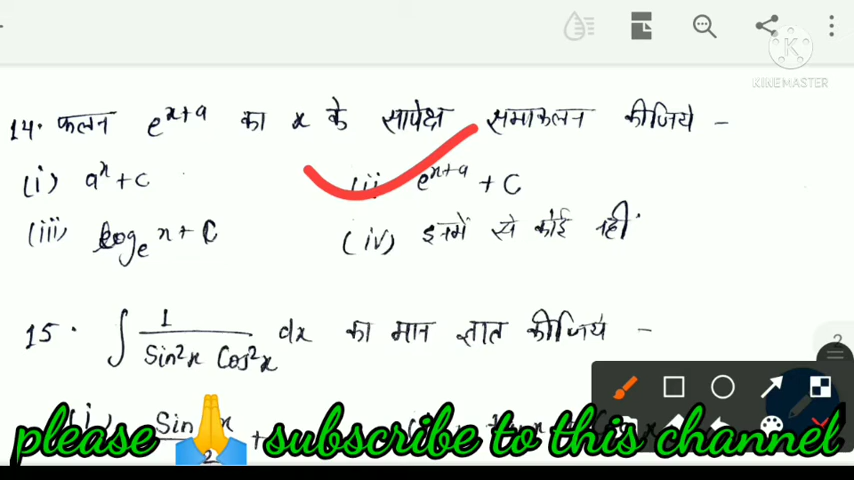 KINEMASTER
14. फलन e^x+a का x के सापेक्ष समाकलन कीजिये -
(i) a^x + C (ii) e^x+a + C
(iii) log_e x + C (iv) इनमें से कोई नहीं
15. ∫ 1/Sin²x Cos²x dx का मान ज्ञात कीजिये -
2
please 🙏 subscribe to this channel